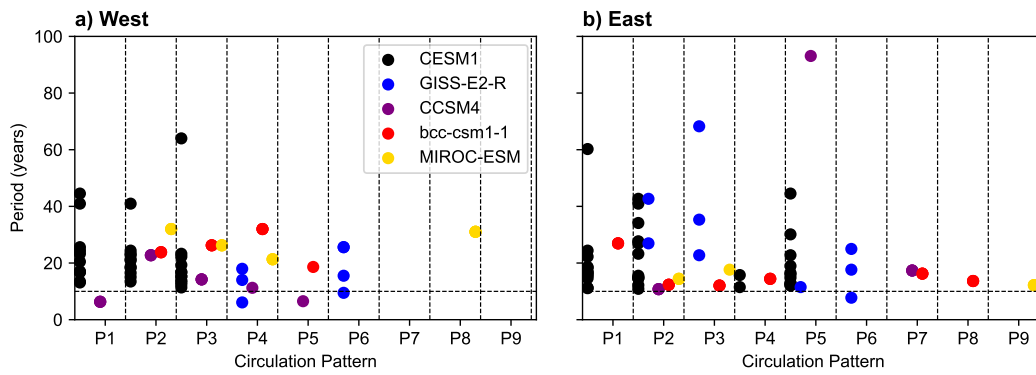 a) West
b) East
100
80
60
40
20
0
Period (years)
CESM1
GISS-E2-R
CCSM4
bcc-csm1-1
MIROC-ESM
P1 P2 P3 P4 P5 P6 P7 P8 P9
P1 P2 P3 P4 P5 P6 P7 P8 P9
Circulation Pattern
Circulation Pattern